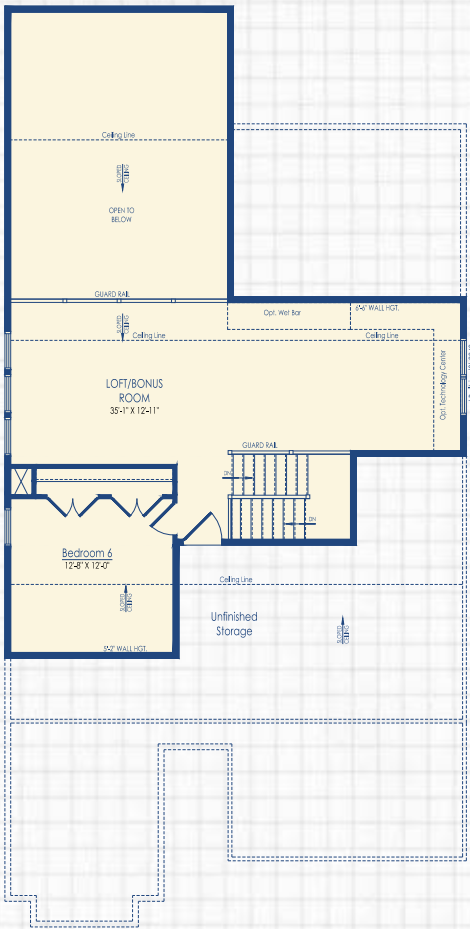 Ceiling Line
SLOPED
CEILING
OPEN TO
BELOW
GUARD RAIL
Opt. Wet Bar
6'-6" WALL HGT.
SLOPED
CEILING
Ceiling Line
Ceiling Line
LOFT/BONUS
ROOM
35'-1" X 12'-11"
Opt. Technology Center
GUARD RAIL
DN
DN
Bedroom 6
12'-8" X 12'-0"
Ceiling Line
SLOPED
CEILING
Unfinished
Storage
SLOPED
CEILING
5'-2" WALL HGT.